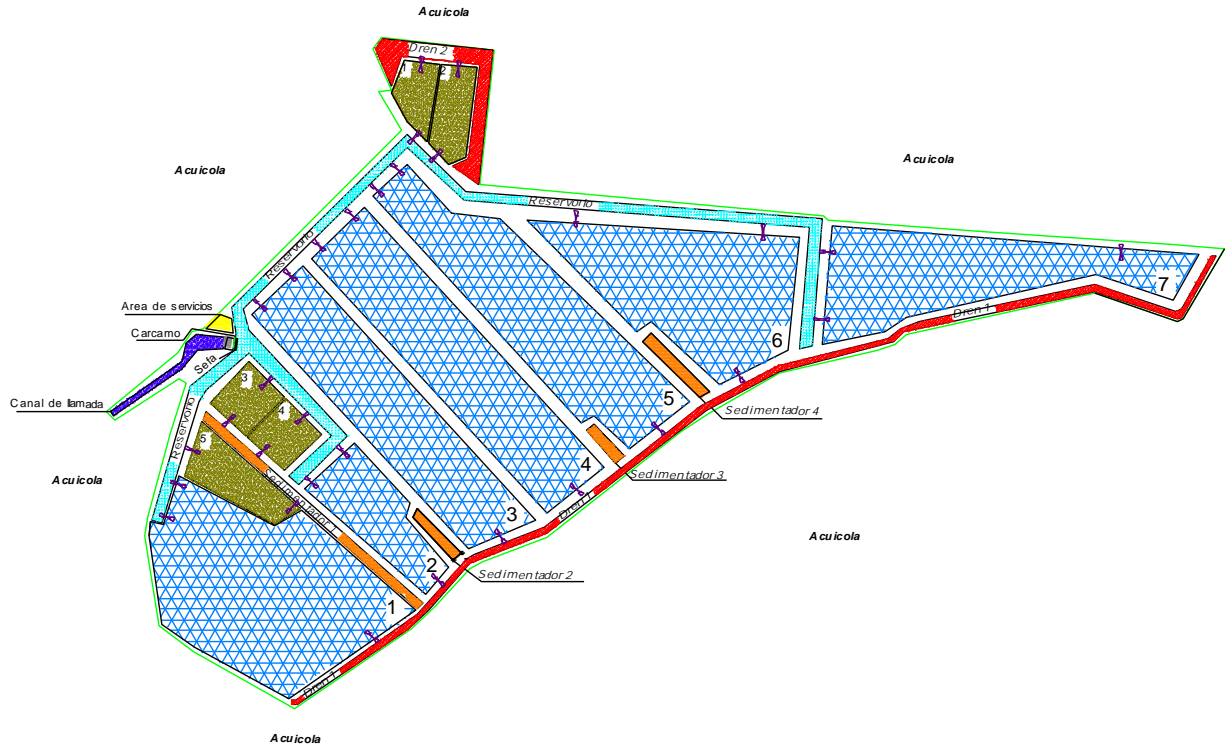 Acuicola
Dren 2
1
2
Acuicola
Acuicola
Reservorio
Reservorio
7
Dren 1
Area de servicios
Carcamo
Sefa
6
Canal de llamada
3
4
5
Reservorio
5
Sedimentador 4
4
Sedimentador 3
Acuicola
Sedimentador 1
3
Dren 1
Acuicola
2
Sedimentador 2
1
Dren 1
Acuicola